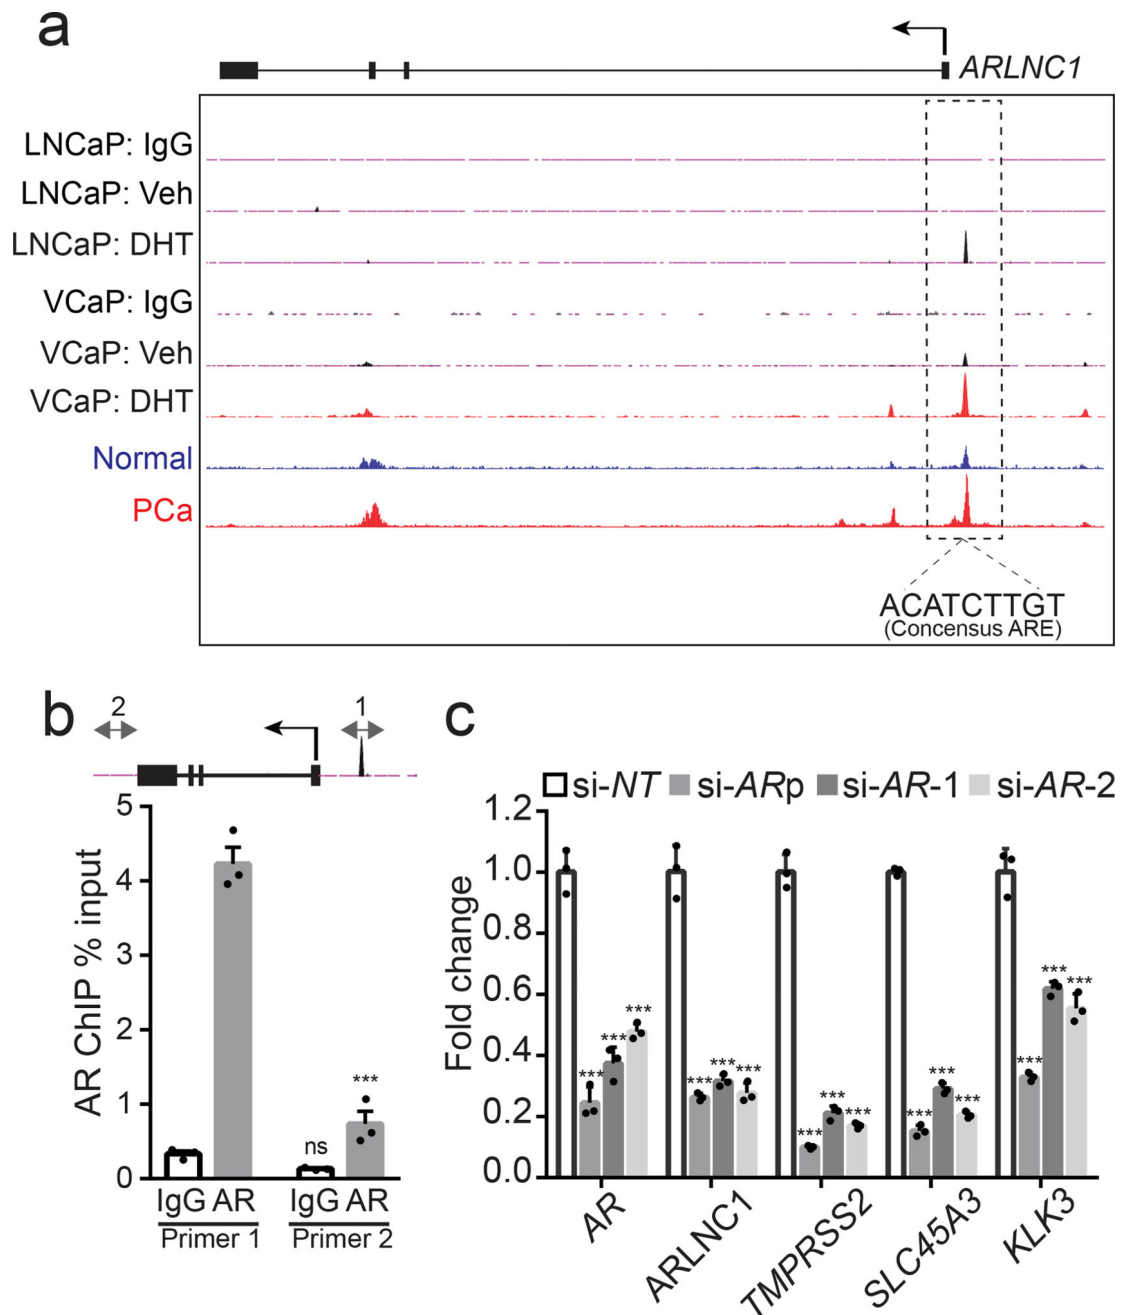 a
ARLNC1
LNCaP: IgG
LNCaP: Veh
LNCaP: DHT
VCaP: IgG
VCaP: Veh
VCaP: DHT
Normal
PCa
ACATCTTGT
(Concensus ARE)
b
2
1
AR ChIP % input
5
4
3
2
1
0
ns
***
IgG AR
IgG AR
Primer 1
Primer 2
c
si-NT si-ARp si-AR-1 si-AR-2
Fold change
1.2
1.0
0.8
0.6
0.4
0.2
0.0
*** *** ***
*** *** ***
*** *** ***
*** *** ***
*** *** ***
AR
ARLNC1
TMPRSS2
SLC45A3
KLK3